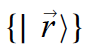 {| r⃗ ⟩}